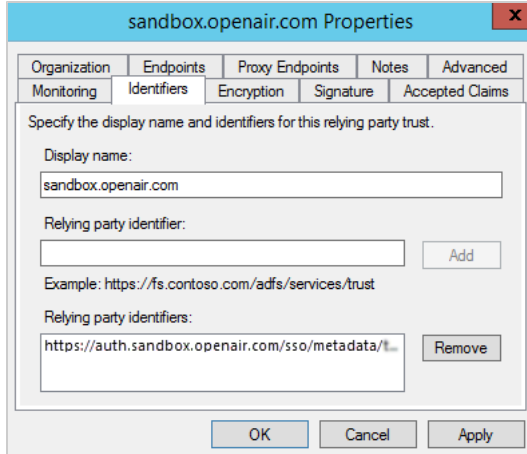 sandbox.openair.com Properties
x
Organization Endpoints Proxy Endpoints Notes Advanced
Monitoring Identifiers Encryption Signature Accepted Claims
Specify the display name and identifiers for this relying party trust.
Display name:
sandbox.openair.com
Relying party identifier:
Add
Example: https://fs.contoso.com/adfs/services/trust
Relying party identifiers:
https://auth.sandbox.openair.com/sso/metadata/t...
Remove
OK Cancel Apply